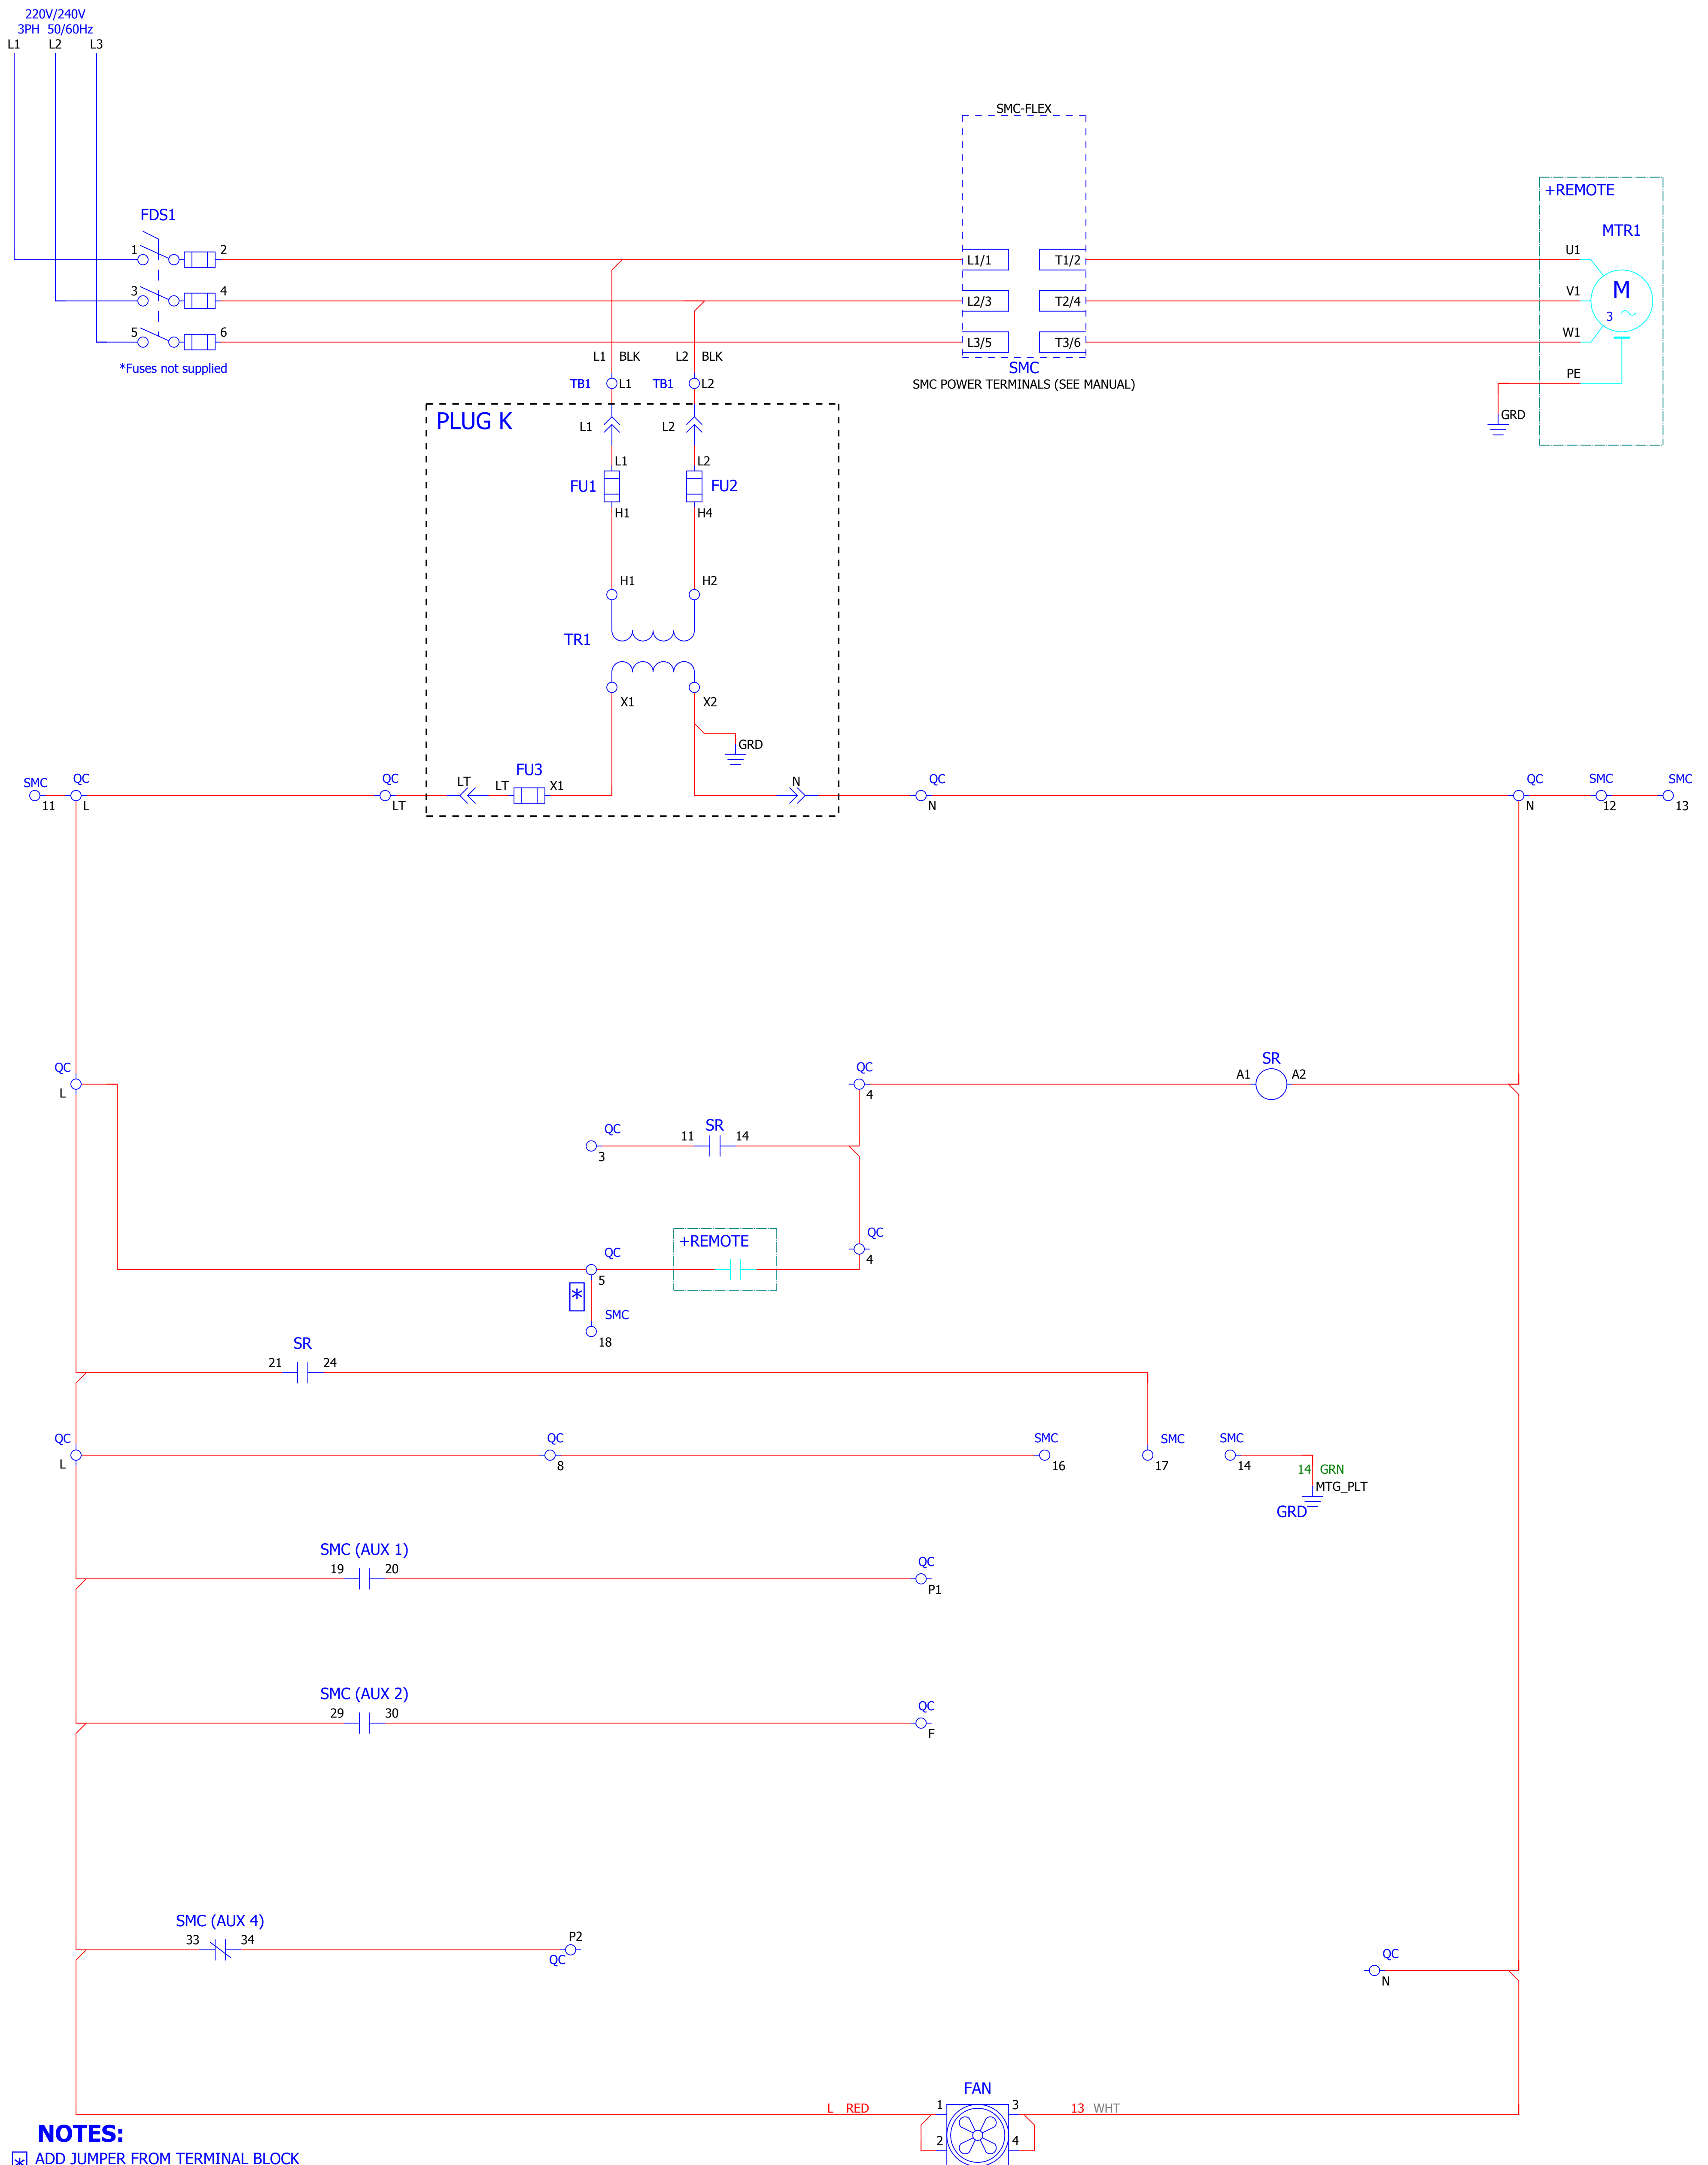 220V/240V
3PH 50/60Hz
L1 L2 L3
SMC-FLEX
+REMOTE
MTR1
FDS1
1 2
L1/1 T1/2
U1
3 4
L2/3 T2/4
V1
M
3
5 6
L3/5 T3/6
W1
*Fuses not supplied
L1 BLK L2 BLK
SMC
SMC POWER TERMINALS (SEE MANUAL)
PE
TB1 L1 TB1 L2
GRD
PLUG K
L1 L2
L1 L2
FU1 FU2
H1 H4
H1 H2
TR1
X1 X2
GRD
FU3
SMC QC QC LT LT X1 N QC QC SMC SMC
11 L LT N N 12 13
QC QC SR
L 4 A1 A2
QC SR
3 11 14
QC +REMOTE QC
5 4
*
SMC
18
SR
21 24
QC QC SMC SMC SMC
L 8 16 17 14
14 GRN
MTG_PLT
GRD
SMC (AUX 1)
19 20 QC
P1
SMC (AUX 2)
29 30 QC
F
SMC (AUX 4)
33 34 P2
QC
QC
N
FAN
L RED 1 3 13 WHT
2 4
NOTES:
* ADD JUMPER FROM TERMINAL BLOCK